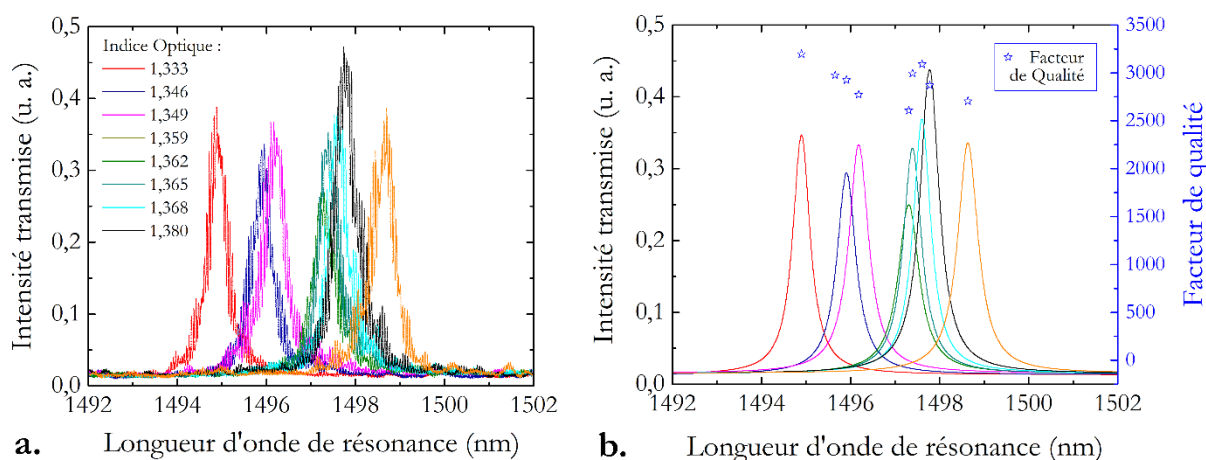 Intensité transmise (u. a.)
0,5
0,4
0,3
0,2
0,1
0,0
Indice Optique :
1,333
1,346
1,349
1,359
1,362
1,365
1,368
1,380
1492 1494 1496 1498 1500 1502
a. Longueur d'onde de résonance (nm)
Intensité transmise (u. a.)
0,5
0,4
0,3
0,2
0,1
0,0
Facteur
de Qualité
3500
3000
2500
2000
1500
1000
500
0
Facteur de qualité
1492 1494 1496 1498 1500 1502
b. Longueur d'onde de résonance (nm)